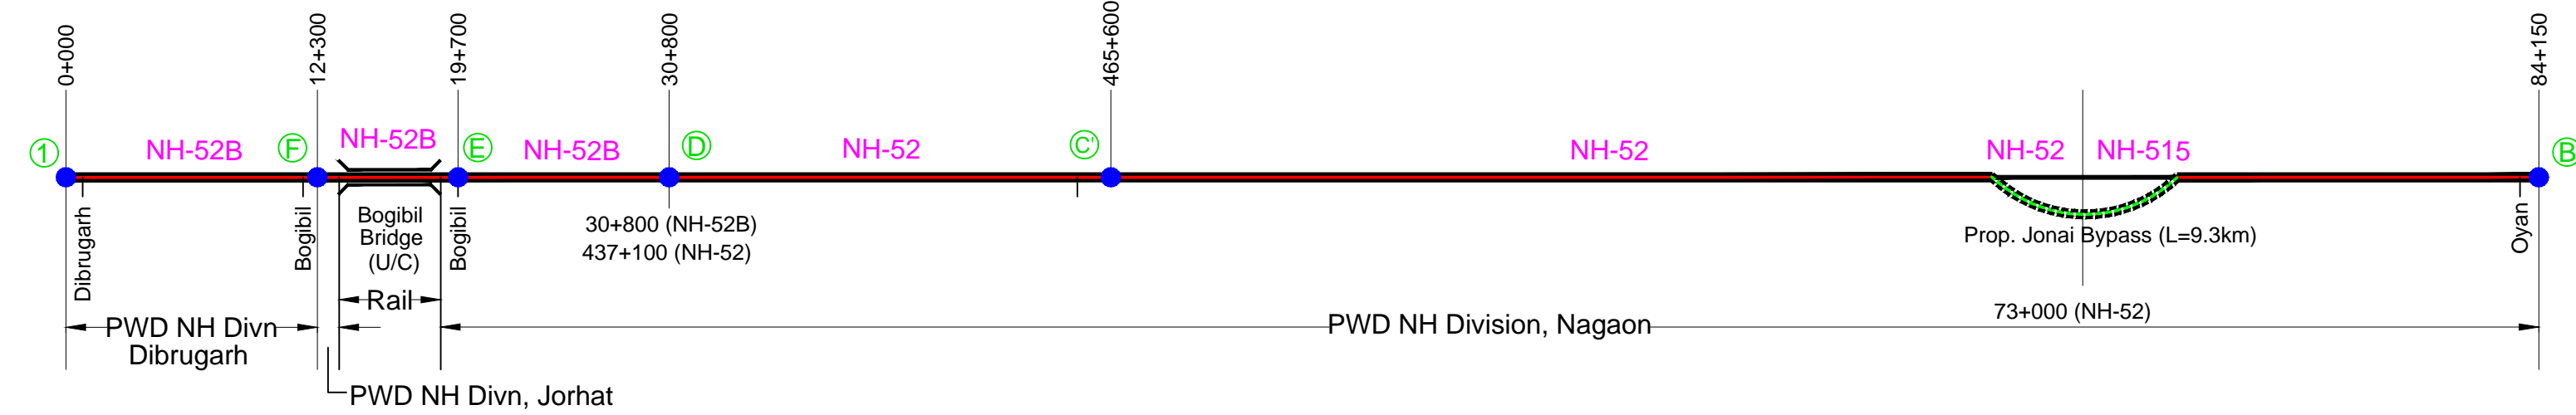 0+000
12+300
19+700
30+800
465+600
84+150
1
NH-52B
F
NH-52B
E
NH-52B
D
NH-52
C'
NH-52
NH-52
NH-515
B
Dibrugarh
Bogibil
Bogibil
Bridge
(U/C)
Bogibil
30+800 (NH-52B)
437+100 (NH-52)
Prop. Jonai Bypass (L=9.3km)
Oyan
Rail
73+000 (NH-52)
PWD NH Divn
Dibrugarh
PWD NH Division, Nagaon
PWD NH Divn, Jorhat